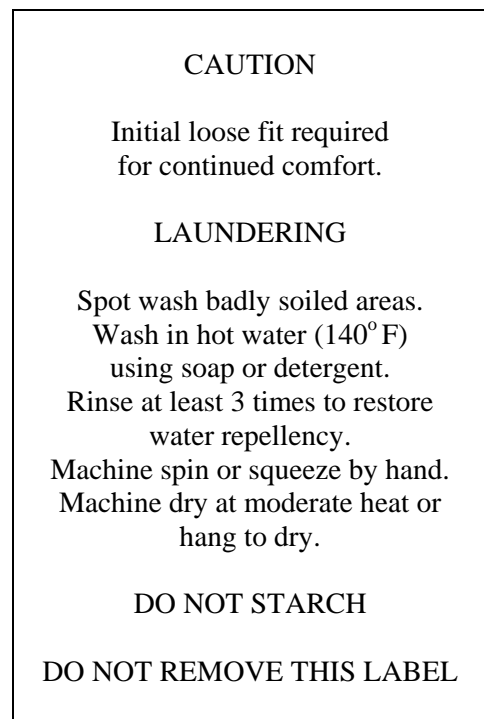 CAUTION
Initial loose fit required
for continued comfort.
LAUNDERING
Spot wash badly soiled areas.
Wash in hot water (140° F)
using soap or detergent.
Rinse at least 3 times to restore
water repellency.
Machine spin or squeeze by hand.
Machine dry at moderate heat or
hang to dry.
DO NOT STARCH
DO NOT REMOVE THIS LABEL